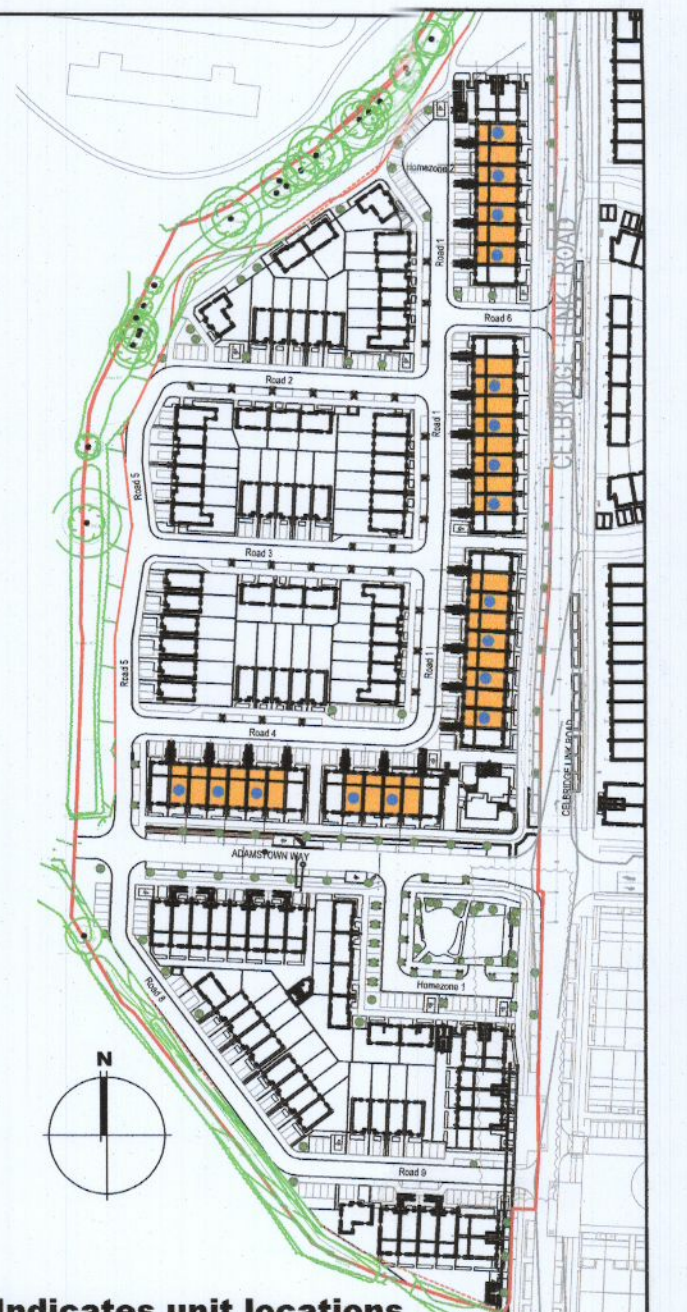 Homezone 2
Road 1
CELBRIDGE LINK ROAD
Road 6
Road 2
Road 1
Road 5
Road 3
Road 5
Road 1
Road 4
CELBRIDGE LINK ROAD
ADAMSTOWN WAY
Road 8
Homezone 1
N
Road 9
Indicates unit locations